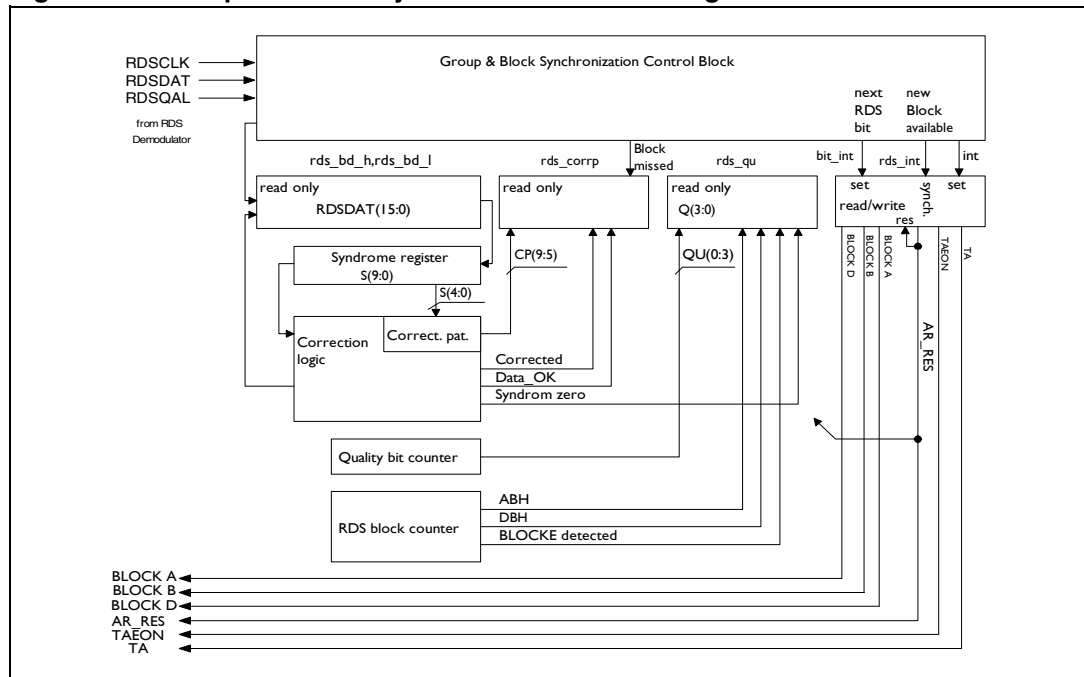 RDSCLK
RDSDAT
RDSQAL
from RDS
Demodulator
Group & Block Synchronization Control Block
next
RDS
bit
new
Block
available
rds_bd_h,rds_bd_l
rds_corrp
Block
missed
rds_qu
bit_int
rds_int
int
read only
RDSDAT(15:0)
read only
read only
Q(3:0)
set
synch.
set
read/write
res
Syndrome register
S(9:0)
CP(9:5)
QU(0:3)
BLOCK D
BLOCK B
BLOCK A
TAEON
TA
S(4:0)
Correction
logic
Correct. pat.
AR_RES
Corrected
Data_OK
Syndrom zero
Quality bit counter
RDS block counter
ABH
DBH
BLOCKE detected
BLOCK A
BLOCK B
BLOCK D
AR_RES
TAEON
TA